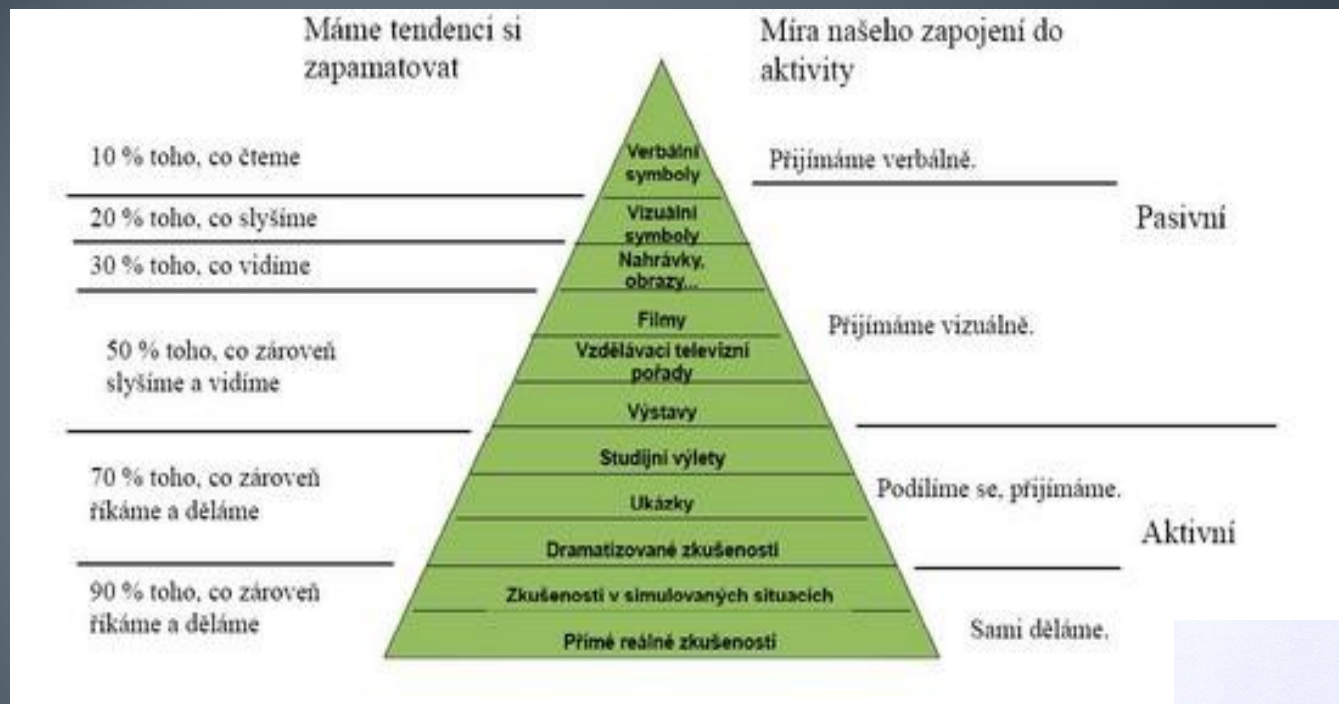 Máme tendenci si
zapamatovat
Míra našeho zapojení do
aktivity
10 % toho, co čteme
20 % toho, co slyšíme
30 % toho, co vidíme
50 % toho, co zároveň
slyšíme a vidíme
70 % toho, co zároveň
říkáme a děláme
90 % toho, co zároveň
říkáme a děláme
Verbální
symboly
Vizuální
symboly
Nahrávky,
obrazy...
Filmy
Vzdělávací televizní
pořady
Výstavy
Studijní výlety
Ukázky
Dramatizované zkušenosti
Zkušenosti v simulovaných situacích
Přímé reálné zkušenosti
Přijímáme verbálně.
Přijímáme vizuálně.
Podílíme se, přijímáme.
Sami děláme.
Pasivní
Aktivní